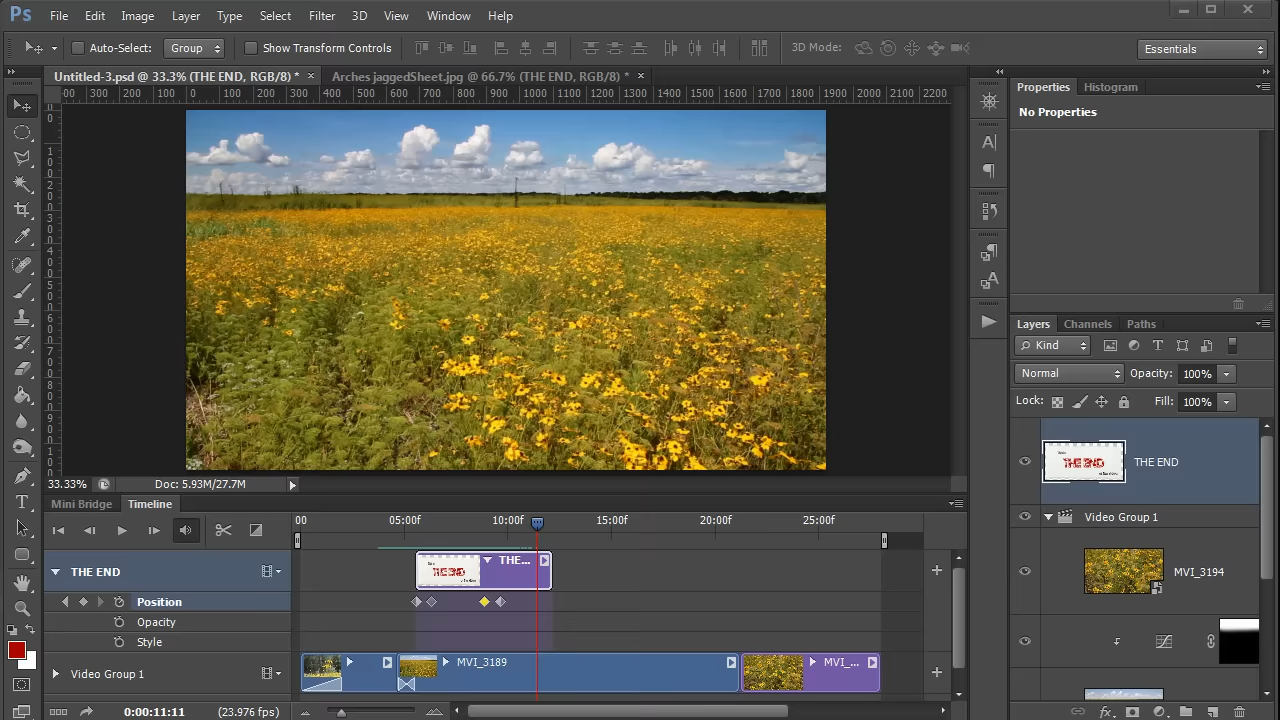 Ps File Edit Image Layer Type Select Filter 3D View Window Help
Auto-Select: Group Show Transform Controls 3D Mode: Essentials
Untitled-3.psd @ 33.3% (THE END, RGB/8) * × Arches jaggedSheet.jpg @ 66.7% (THE END, RGB/8) * ×
00 300 200 100 0 100 200 300 400 500 600 700 800 900 1000 1100 1200 1300 1400 1500 1600 1700 1800 1900 2000 2100 2200
Properties Histogram
No Properties
Layers Channels Paths
Kind
Normal Opacity: 100%
Lock: Fill: 100%
THE END
THE END
Video Group 1
MVI_3194
33.33% Doc: 5.93M/27.7M
Mini Bridge Timeline
00 05:00f 10:00f 15:00f 20:00f 25:00f
THE END
THE END
THE...
Position
Opacity
Style
Video Group 1
MVI_3189
MVI_...
0:00:11:11 (23.976 fps)